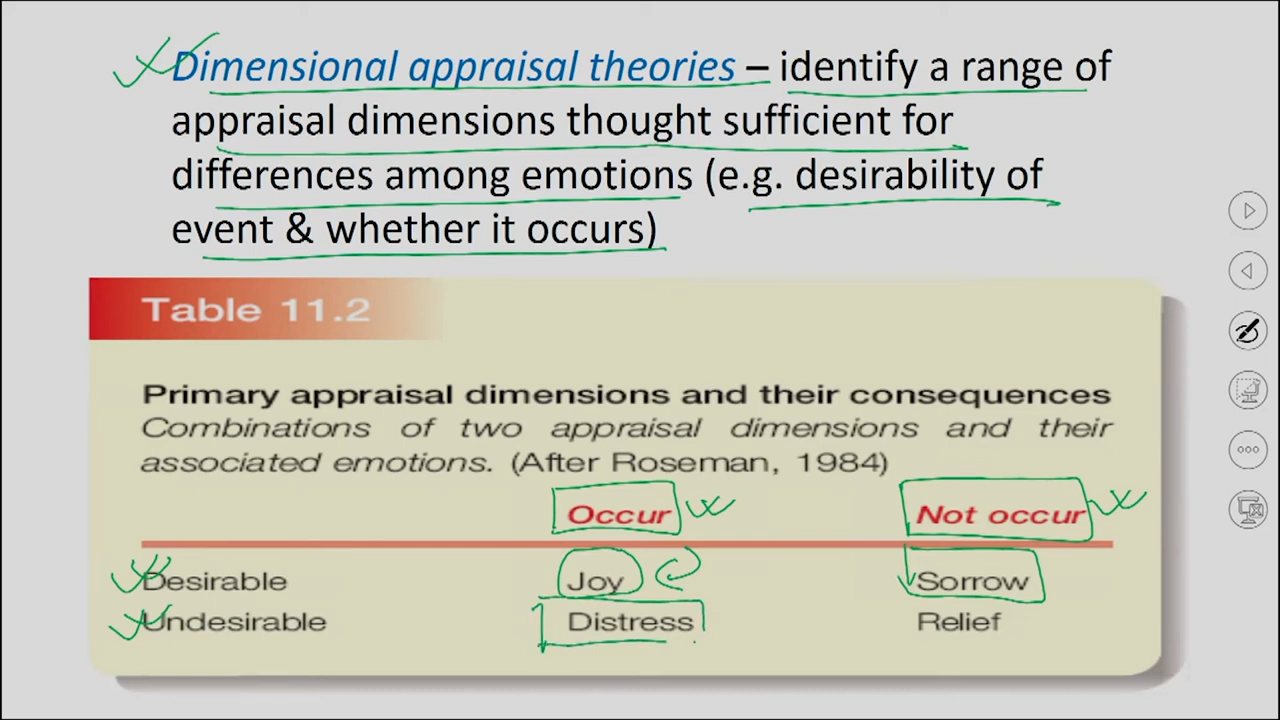 Dimensional appraisal theories – identify a range of
appraisal dimensions thought sufficient for
differences among emotions (e.g. desirability of
event & whether it occurs)
Table 11.2
Primary appraisal dimensions and their consequences
Combinations of two appraisal dimensions and their
associated emotions. (After Roseman, 1984)
Occur Not occur
Desirable Joy Sorrow
Undesirable Distress Relief